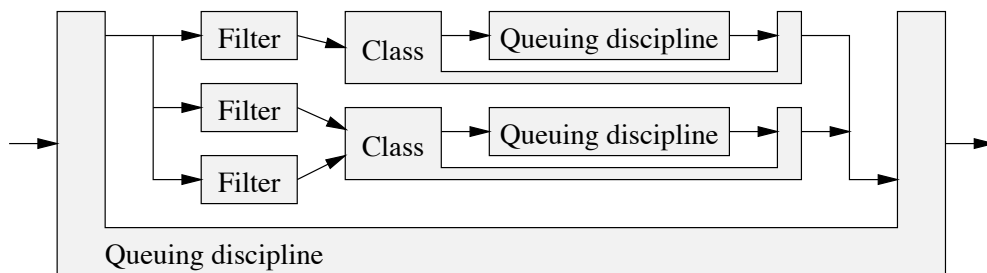 Filter
Class
Queuing discipline
Filter
Class
Queuing discipline
Filter
Queuing discipline